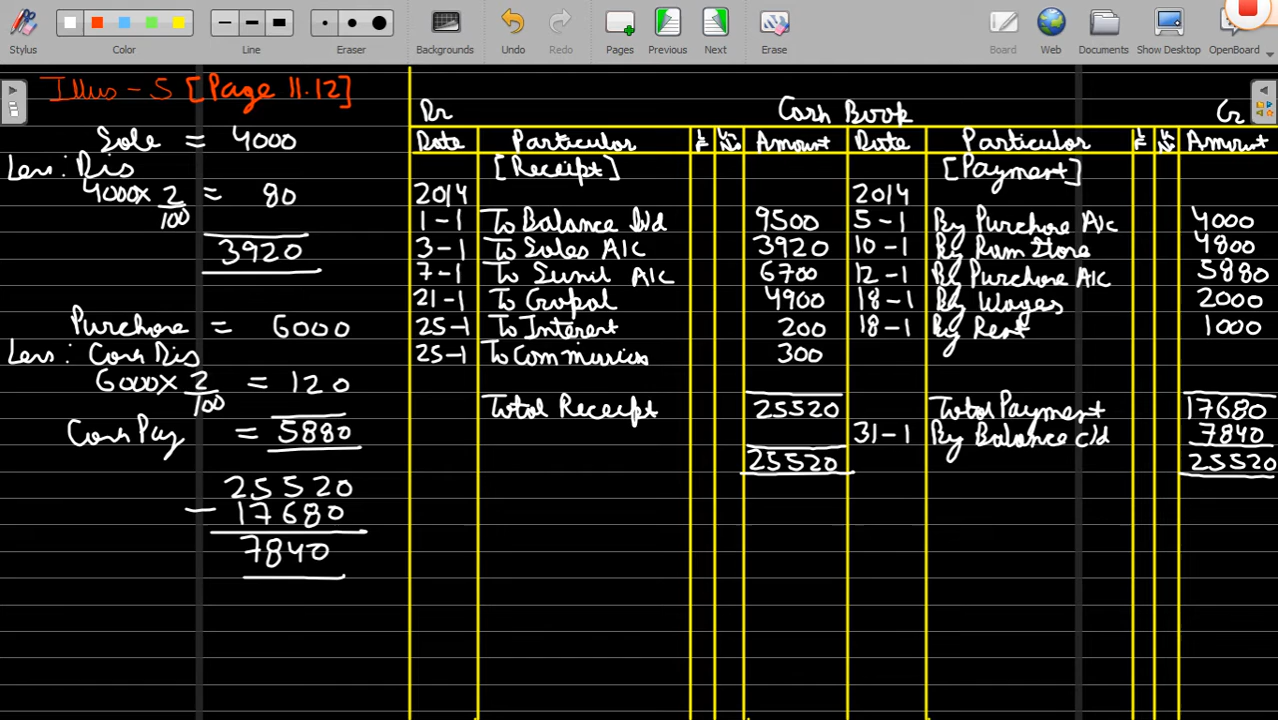 Stylus
Color
Line
Eraser
Backgrounds
Undo
Redo
Pages
Previous
Next
Erase
Board
Web
Documents
Show Desktop
OpenBoard
Illus - 5 [Page 11.12]
Sale = 4000
Less : Dis
4000 x 2/100 = 80
3920
Purchase = 6000
Less : Cash Dis
6000 x 2/100 = 120
Cash Pay = 5880
25520
- 17680
7840
Dr Cash Book Cr
Date Particular L F V. No Amount Date Particular L F V. No Amount
[Receipt] [Payment]
2014 2014
1-1 To Balance b/d 9500 5-1 By Purchase A/c 4000
3-1 To Sales A/C 3920 10-1 By Ram Store 4800
7-1 To Sunil A/C 6700 12-1 By Purchase A/C 5880
21-1 To Gopal 4900 18-1 By Wages 2000
25-1 To Interest 200 18-1 By Rent 1000
25-1 To Commission 300
Total Receipt 25520 Total Payment 17680
31-1 By Balance c/d 7840
25520 25520